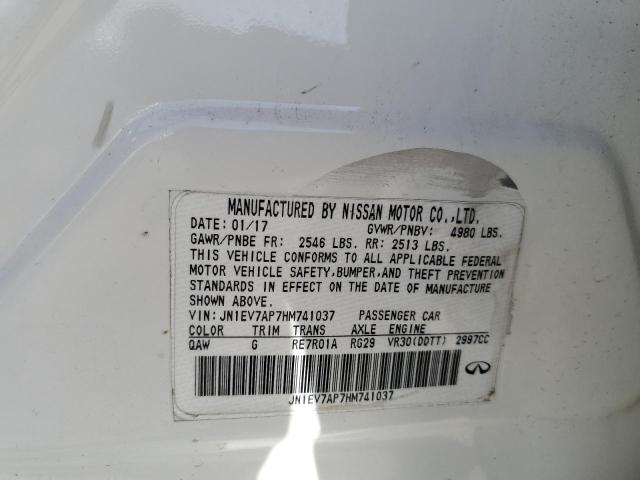 MANUFACTURED BY NISSAN MOTOR CO.,LTD.
DATE: 01/17 GVWR/PNBV: 4980 LBS.
GAWR/PNBE FR: 2546 LBS. RR: 2513 LBS.
THIS VEHICLE CONFORMS TO ALL APPLICABLE FEDERAL
MOTOR VEHICLE SAFETY,BUMPER,AND THEFT PREVENTION
STANDARDS IN EFFECT ON THE DATE OF MANUFACTURE
SHOWN ABOVE.
VIN: JN1EV7AP7HM741037 PASSENGER CAR
COLOR TRIM TRANS AXLE ENGINE
QAW G RE7R01A RG29 VR30(DDTT) 2997CC
JN1EV7AP7HM741037